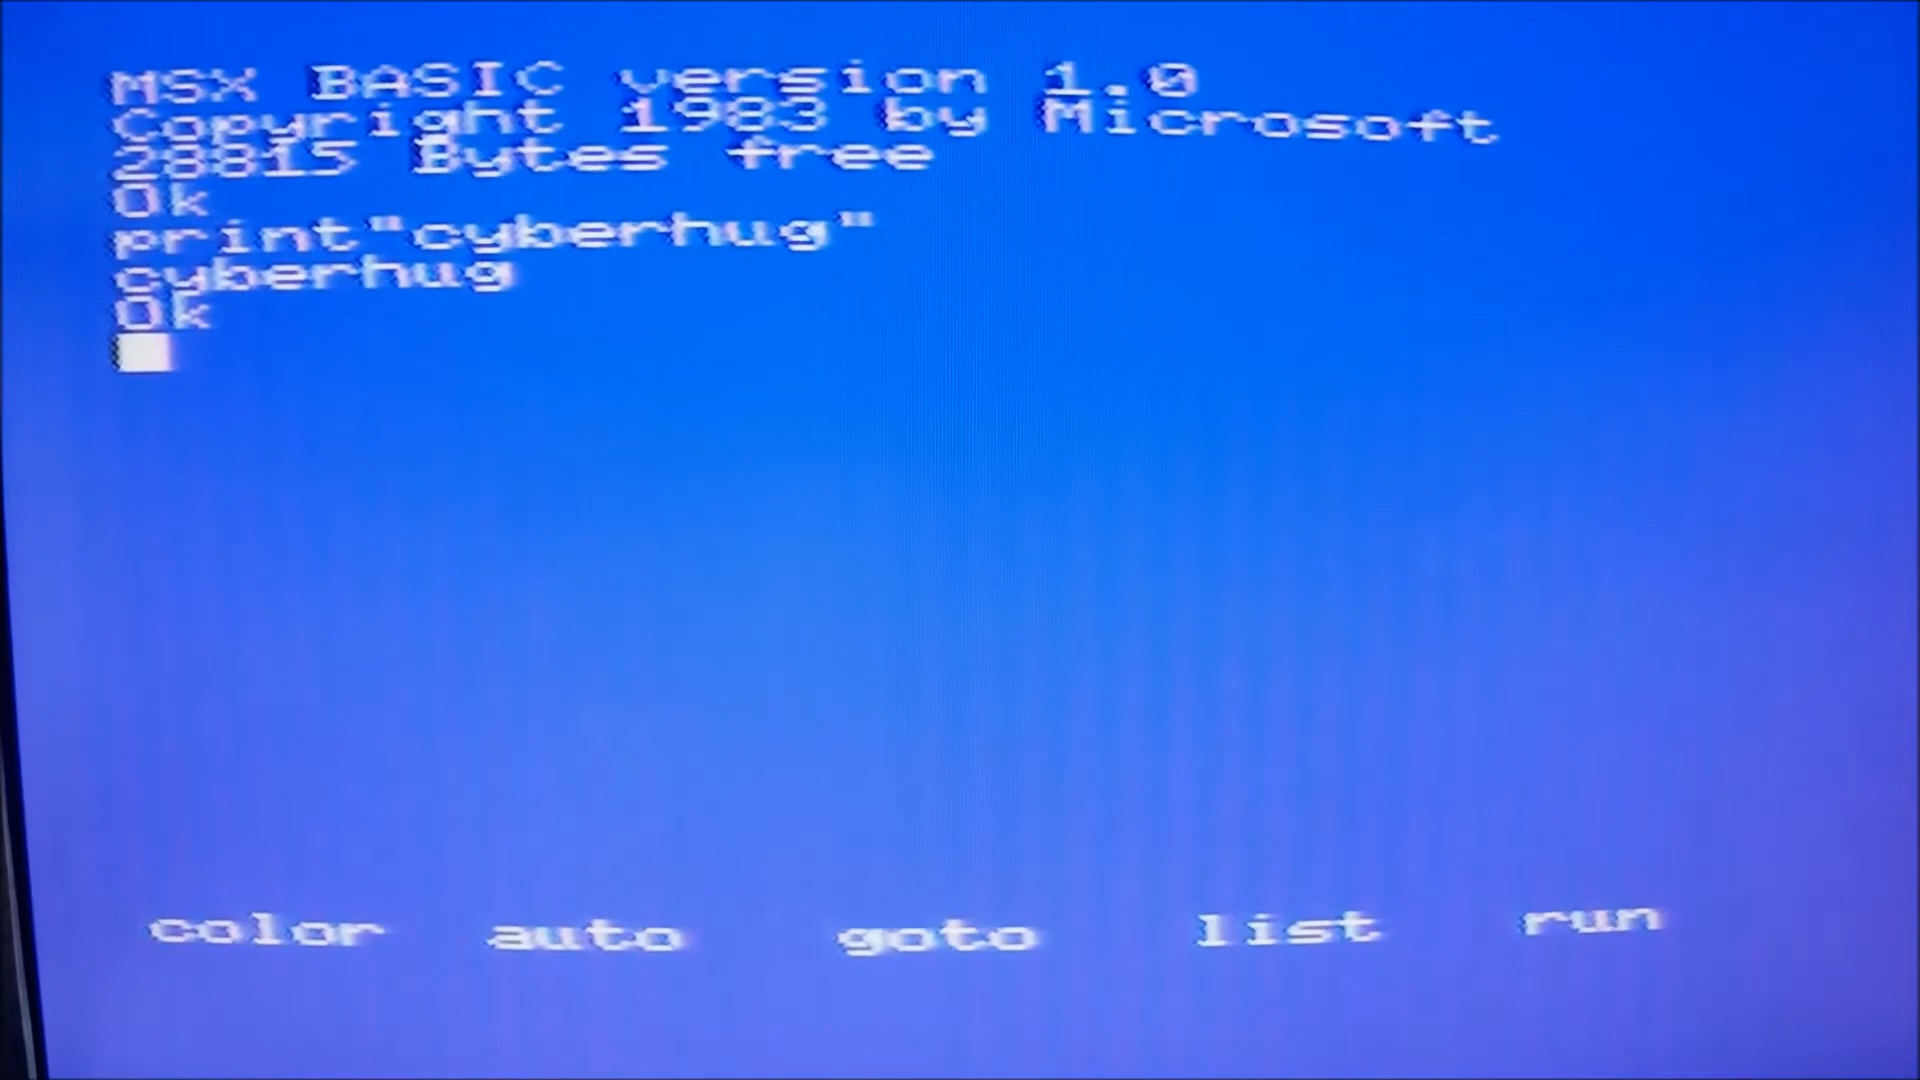 MSX BASIC version 1.0
Copyright 1983 by Microsoft
28815 Bytes free
Ok
print"cyberhug"
cyberhug
Ok
color auto goto list run